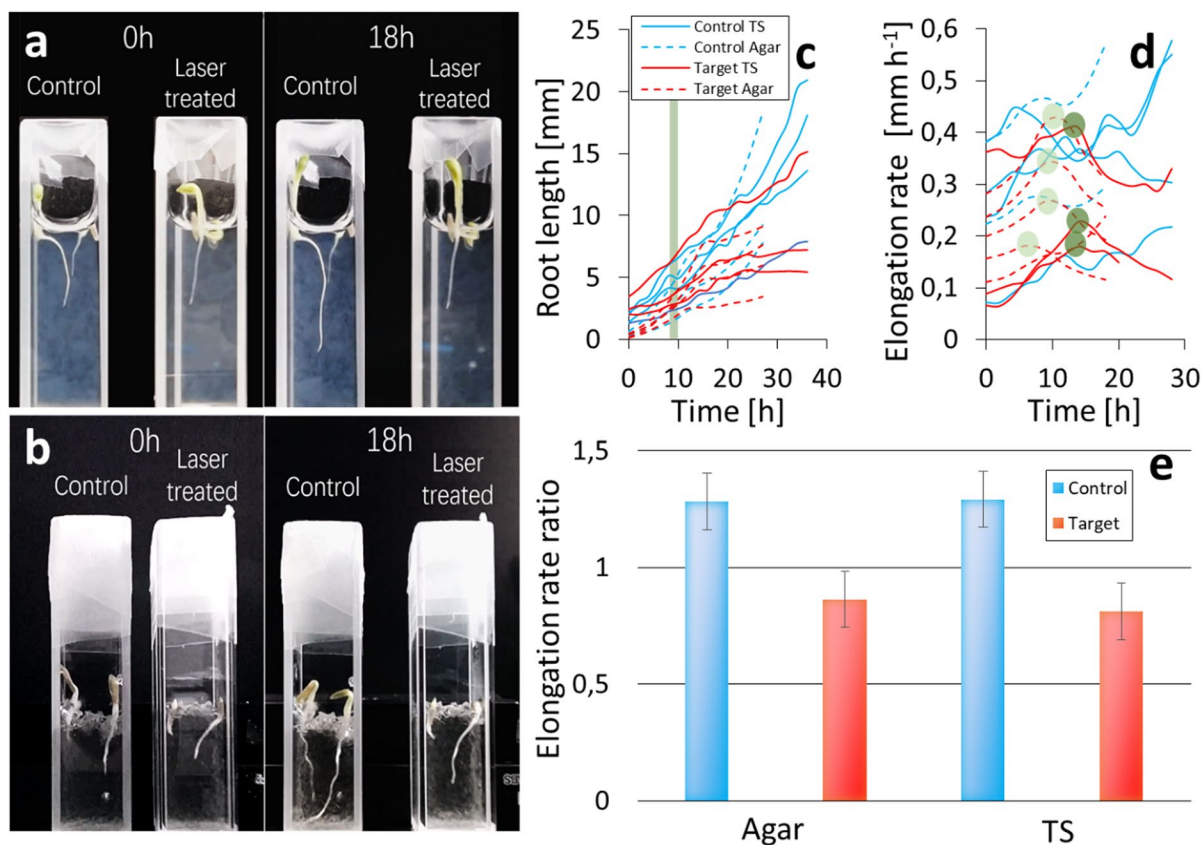 a
0h
18h
Control
Laser
treated
Control
Laser
treated
b
0h
18h
Control
Laser
treated
Control
Laser
treated
c
Control TS
Control Agar
Target TS
Target Agar
Root length [mm]
25
20
15
10
5
0
0 10 20 30 40
Time [h]
d
Elongation rate [mm h⁻¹]
0,6
0,5
0,4
0,3
0,2
0,1
0
0 10 20 30
Time [h]
e
Control
Target
Elongation rate ratio
1,5
1
0,5
0
Agar TS